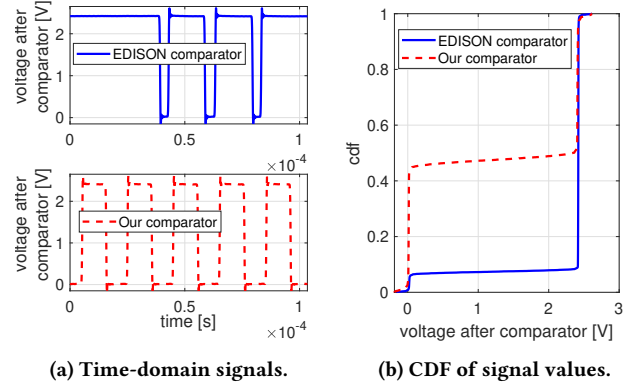 voltage after
comparator [V]
2
1
0
EDISON comparator
0
0.5
1
×10⁻⁴
voltage after
comparator [V]
2
1
0
Our comparator
0
0.5
1
time [s]
×10⁻⁴
(a) Time-domain signals.
cdf
1
0.8
0.6
0.4
0.2
0
EDISON comparator
Our comparator
0
1
2
3
voltage after comparator [V]
(b) CDF of signal values.